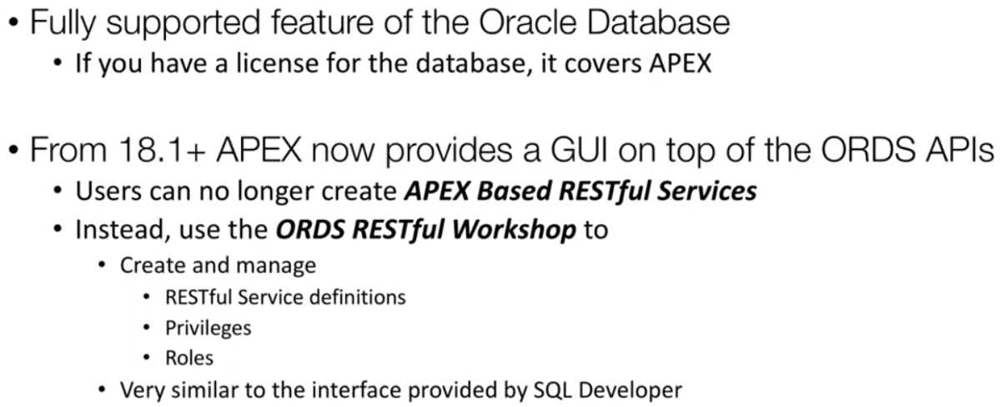 • Fully supported feature of the Oracle Database
• If you have a license for the database, it covers APEX
• From 18.1+ APEX now provides a GUI on top of the ORDS APIs
• Users can no longer create APEX Based RESTful Services
• Instead, use the ORDS RESTful Workshop to
• Create and manage
• RESTful Service definitions
• Privileges
• Roles
• Very similar to the interface provided by SQL Developer